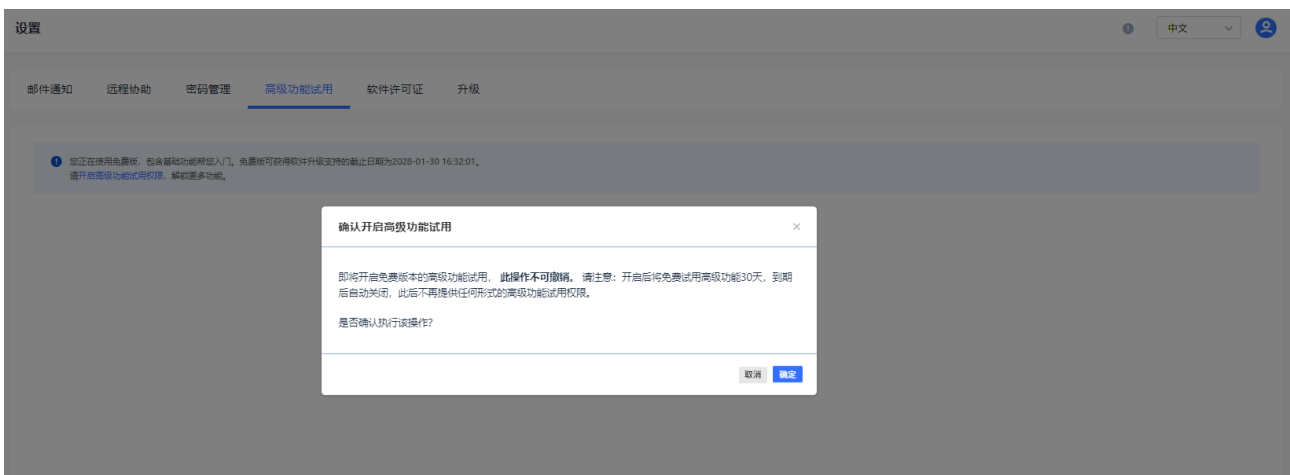 设置
中文
邮件通知 远程协助 密码管理 高级功能试用 软件许可证 升级
您正在使用免费版，包含基础功能帮您入门。免费版可获得软件升级支持的截止日期为2028-01-30 16:32:01。
请开启高级功能试用权限，解锁更多功能。
确认开启高级功能试用
即将开启免费版本的高级功能试用， 此操作不可撤销。 请注意：开启后将免费试用高级功能30天，到期
后自动关闭，此后不再提供任何形式的高级功能试用权限。
是否确认执行该操作？
取消 确定